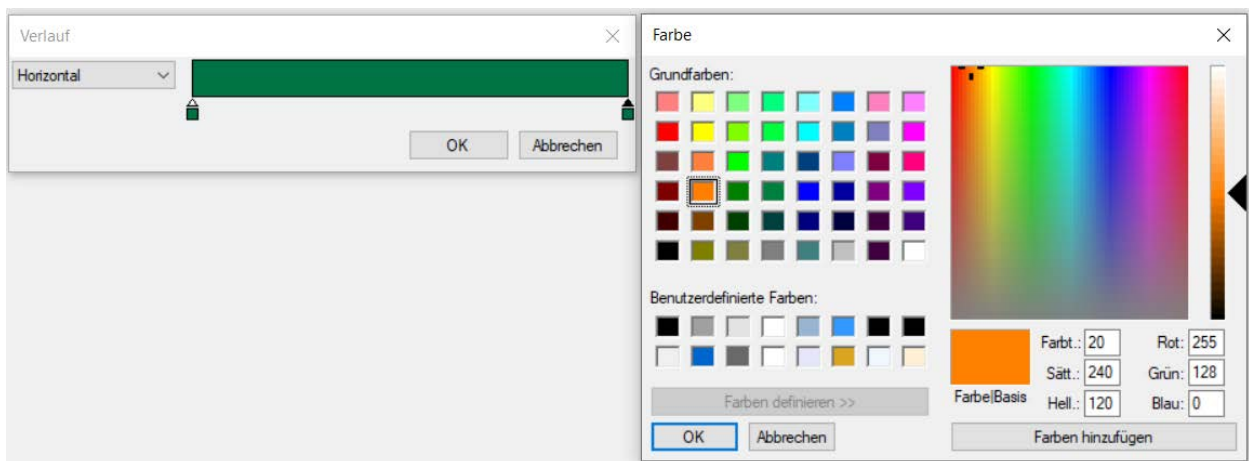 Verlauf
Horizontal
OK Abbrechen
Farbe
Grundfarben:
Benutzerdefinierte Farben:
Farben definieren >>
OK Abbrechen
Farbe|Basis
Farbt.: 20 Rot: 255
Sätt.: 240 Grün: 128
Hell.: 120 Blau: 0
Farben hinzufügen